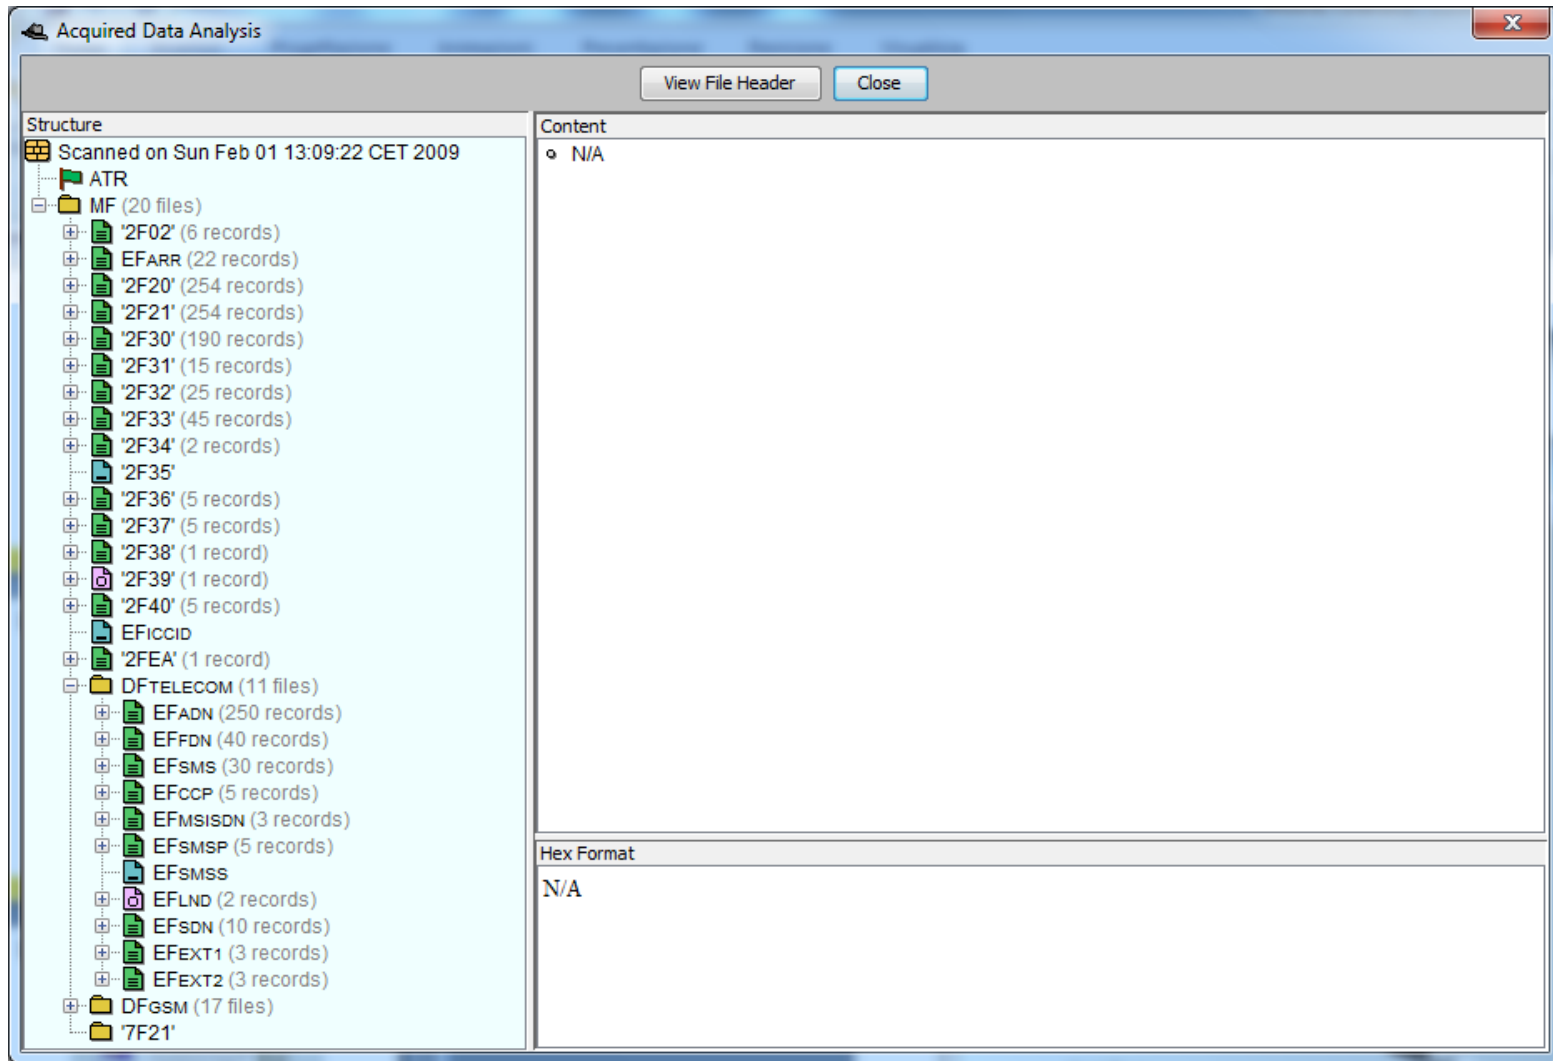 Acquired Data Analysis
View File Header
Close
Structure
Scanned on Sun Feb 01 13:09:22 CET 2009
ATR
MF (20 files)
'2F02' (6 records)
EFARR (22 records)
'2F20' (254 records)
'2F21' (254 records)
'2F30' (190 records)
'2F31' (15 records)
'2F32' (25 records)
'2F33' (45 records)
'2F34' (2 records)
'2F35'
'2F36' (5 records)
'2F37' (5 records)
'2F38' (1 record)
'2F39' (1 record)
'2F40' (5 records)
EFICCID
'2FEA' (1 record)
DFTELECOM (11 files)
EFADN (250 records)
EFFDN (40 records)
EFSMS (30 records)
EFCCP (5 records)
EFMSISDN (3 records)
EFSMSP (5 records)
EFSMSS
EFLND (2 records)
EFSDN (10 records)
EFEXT1 (3 records)
EFEXT2 (3 records)
DFGSM (17 files)
'7F21'
Content
N/A
Hex Format
N/A